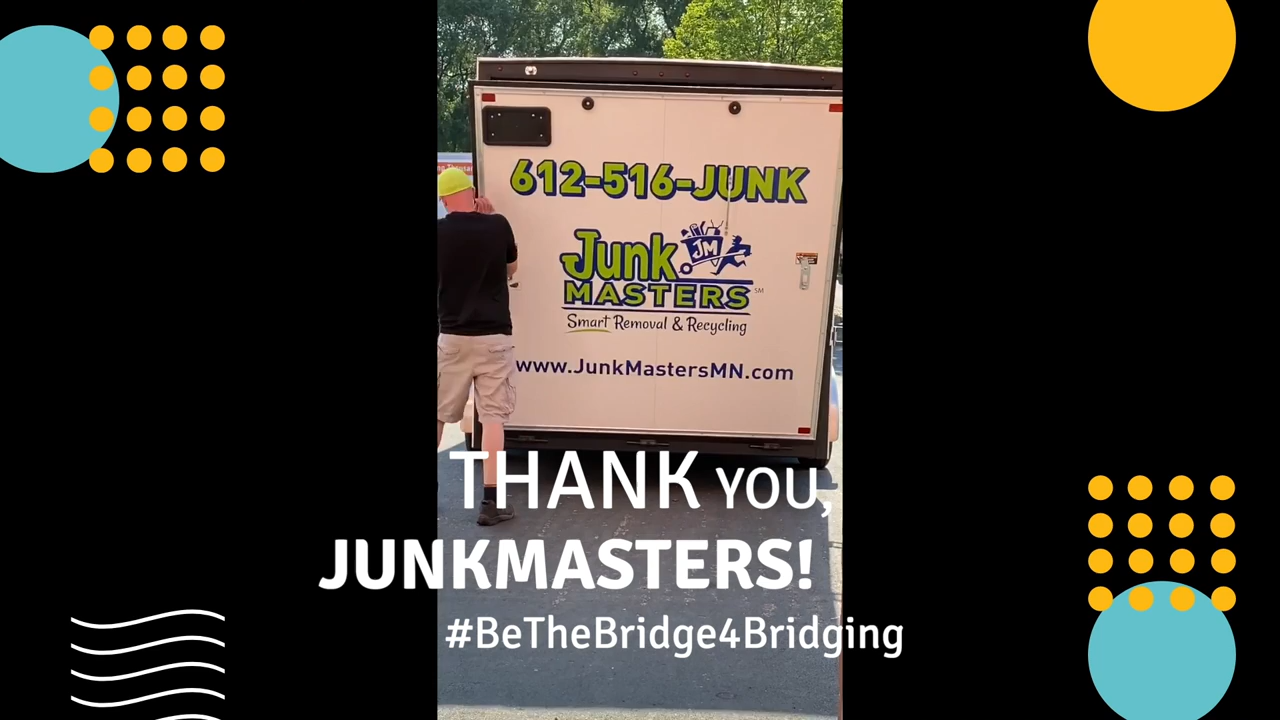 612-516-JUNK
Junk
JM
MASTERS SM
Smart Removal & Recycling
www.JunkMastersMN.com
THANK YOU,
JUNKMASTERS!
#BeTheBridge4Bridging